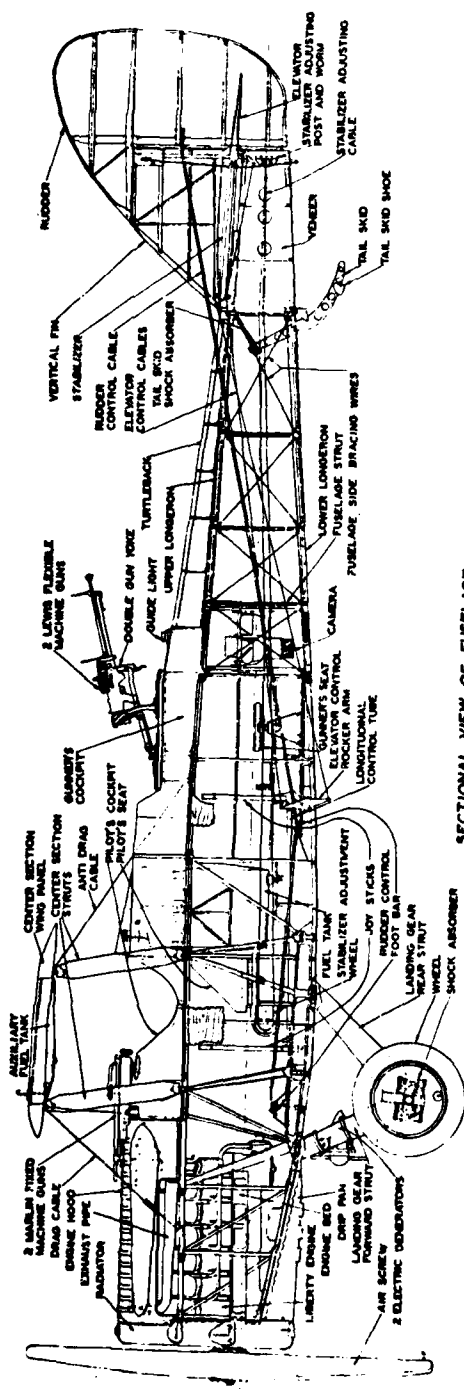 RUDDER
VERTICAL FIN
STABILIZER
RUDDER
CONTROL CABLE
ELEVATOR
CONTROL CABLES
TAIL SKID
SHOCK ABSORBER
ELEVATOR
STABILIZER ADJUSTING
POST AND WORM
STABILIZER ADJUSTING
CABLE
VENEER
TAIL SKID
TAIL SKID SHOE
TURTLEBACK
UPPER LONGERON
LOWER LONGERON
FUSELAGE STRUT
FUSELAGE SIDE BRACING WIRES
2 LEWIS FLEXIBLE
MACHINE GUNS
DOUBLE GUN YOKE
GUIDE LIGHT
CAMERA
GUNNER'S
COCKPIT
GUNNER'S SEAT
ELEVATOR CONTROL
ROCKER ARM
LONGITUDINAL
CONTROL TUBE
CENTER SECTION
WING PANEL
CENTER SECTION
STRUTS
ANTI DRAG
CABLE
PILOT'S COCKPIT
PILOT'S SEAT
AUXILIARY
FUEL TANK
FUEL TANK
STABILIZER ADJUSTMENT
WHEEL
JOY STICKS
RUDDER CONTROL
FOOT BAR
LANDING GEAR
REAR STRUT
WHEEL
SHOCK ABSORBER
2 MARLIN FIXED
MACHINE GUNS
DRAG CABLE
ENGINE HOOD
EXHAUST PIPE
RADIATOR
LIBERTY ENGINE
ENGINE BED
DRIP PAN
LANDING GEAR
FORWARD STRUT
AIR SCREW
2 ELECTRIC GENERATORS
SECTIONAL VIEW OF FUSELAGE